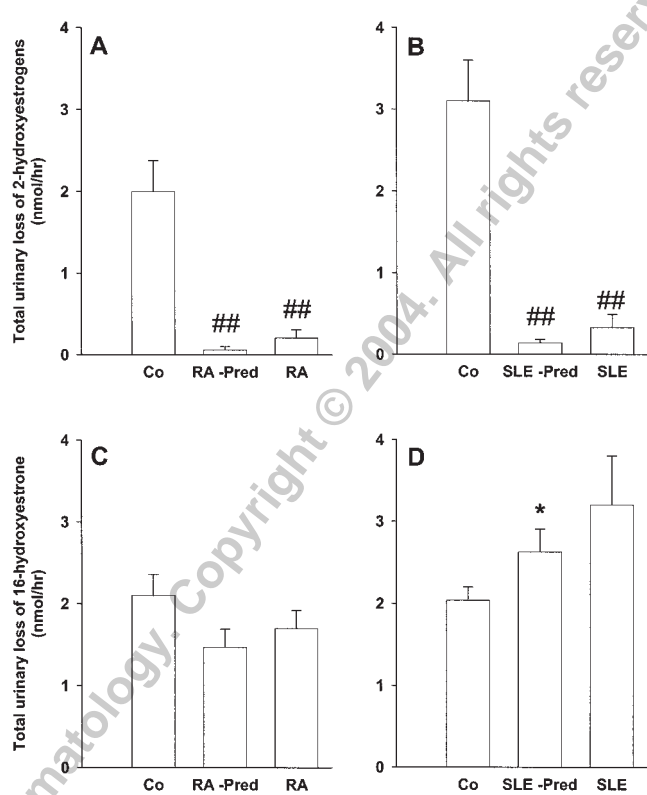 A
Total urinary loss of 2-hydroxyestrogens
(nmol/hr)
4
3
2
1
0
##
##
Co RA -Pred RA
B
4
3
2
1
0
##
##
Co SLE -Pred SLE
C
Total urinary loss of 16-hydroxyestrone
(nmol/hr)
4
3
2
1
0
Co RA -Pred RA
D
4
3
2
1
0
*
Co SLE -Pred SLE
matology. Copyright © 2004. All rights reserv